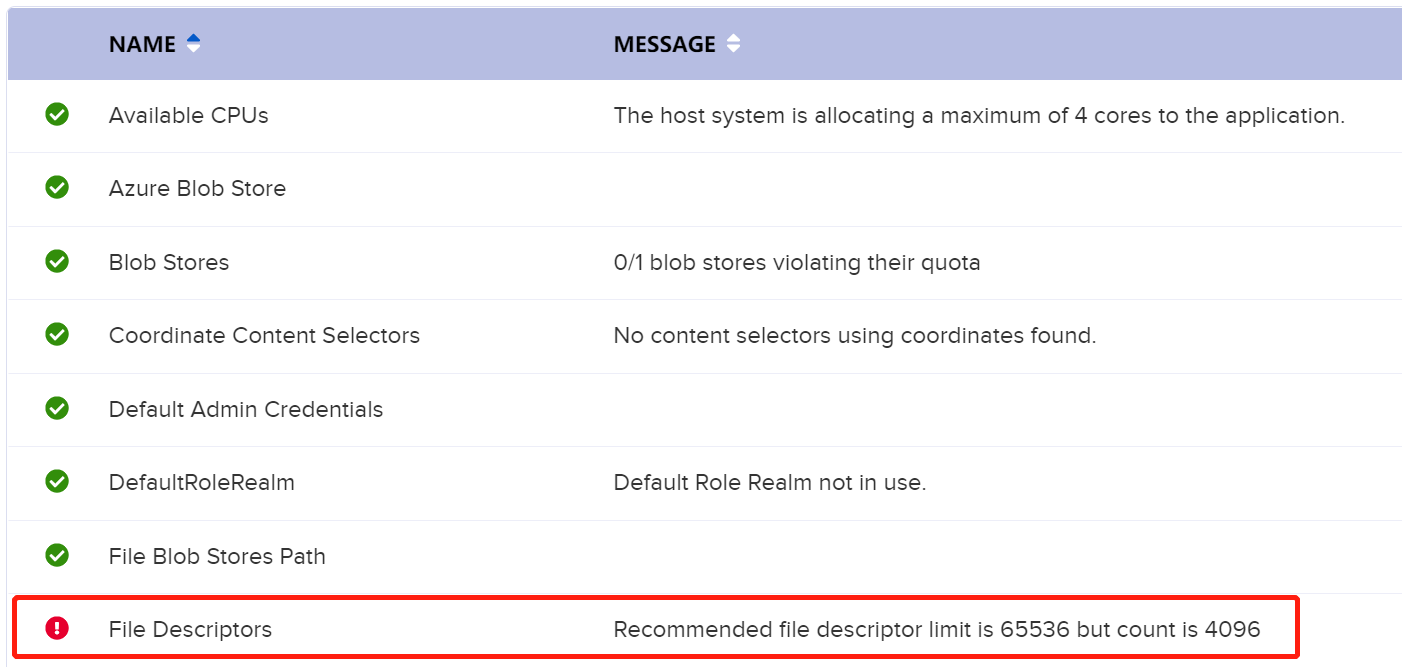 NAME MESSAGE
Available CPUs The host system is allocating a maximum of 4 cores to the application.
Azure Blob Store
Blob Stores 0/1 blob stores violating their quota
Coordinate Content Selectors No content selectors using coordinates found.
Default Admin Credentials
DefaultRoleRealm Default Role Realm not in use.
File Blob Stores Path
File Descriptors Recommended file descriptor limit is 65536 but count is 4096